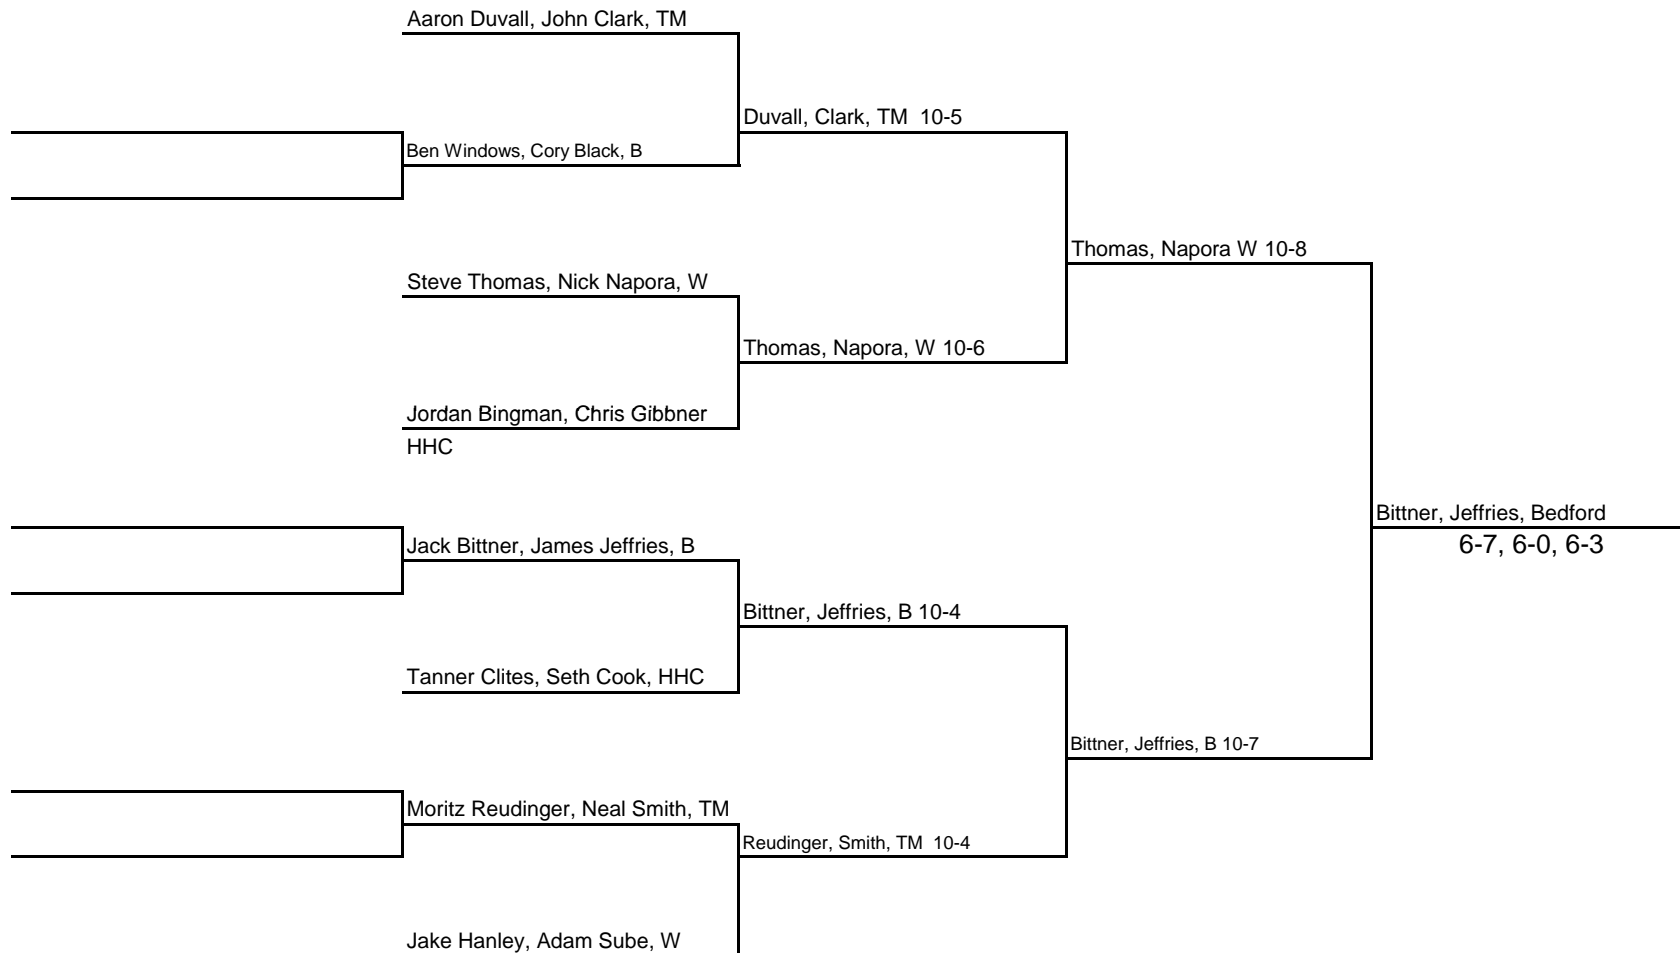 Aaron Duvall, John Clark, TM
Duvall, Clark, TM  10-5
Ben Windows, Cory Black, B
Thomas, Napora W 10-8
Steve Thomas, Nick Napora, W
Thomas, Napora, W 10-6
Jordan Bingman, Chris Gibbner
HHC
Bittner, Jeffries, Bedford
6-7, 6-0, 6-3
Jack Bittner, James Jeffries, B
Bittner, Jeffries, B 10-4
Tanner Clites, Seth Cook, HHC
Bittner, Jeffries, B 10-7
Moritz Reudinger, Neal Smith, TM
Reudinger, Smith, TM  10-4
Jake Hanley, Adam Sube, W